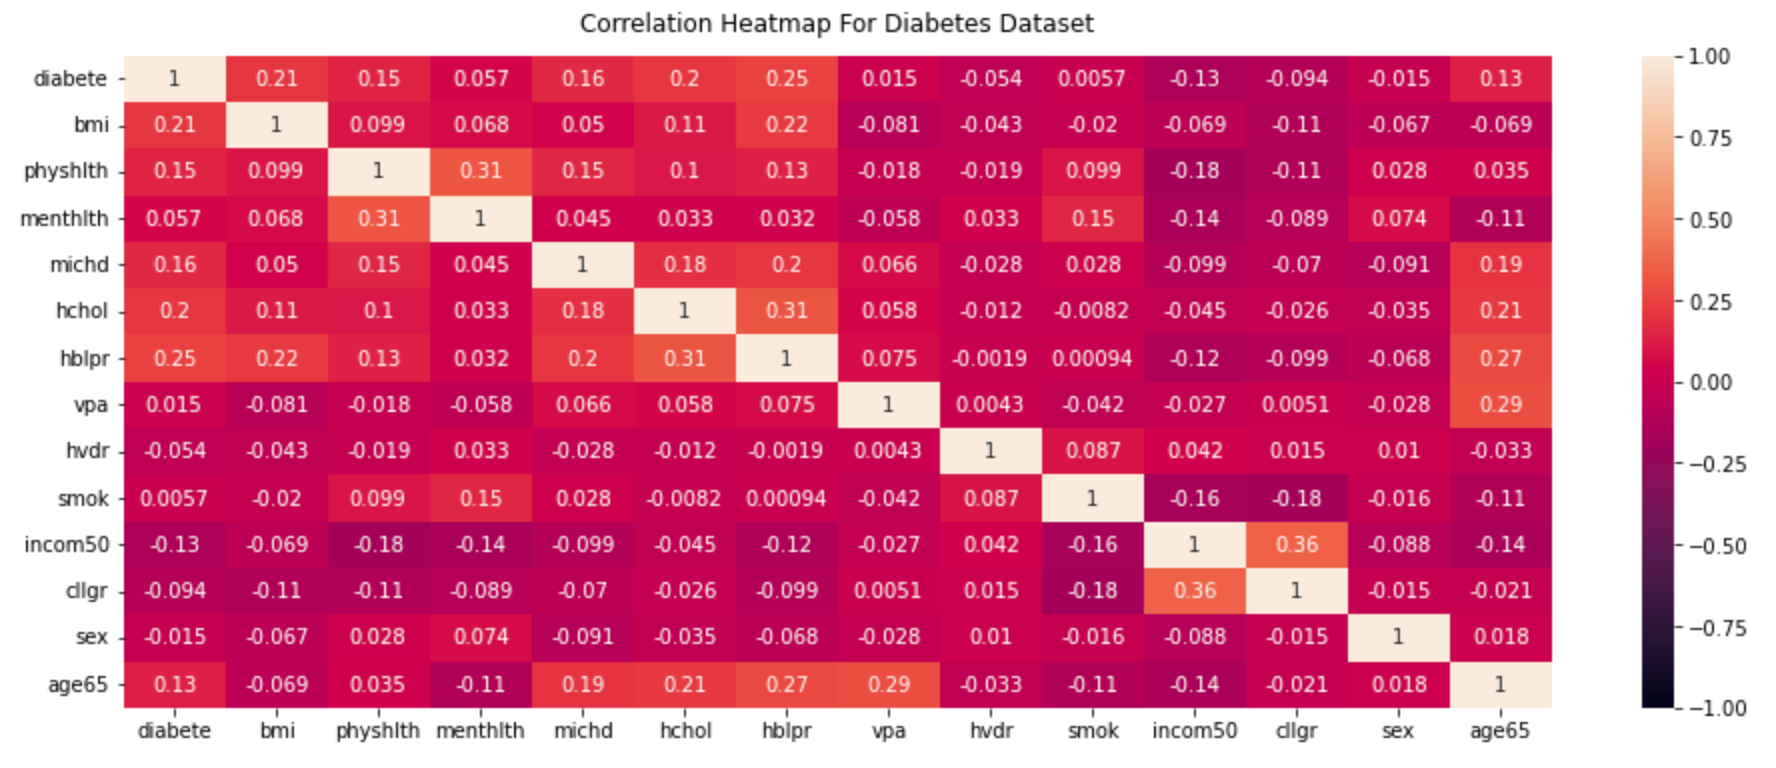 Correlation Heatmap For Diabetes Dataset
diabete 1 0.21 0.15 0.057 0.16 0.2 0.25 0.015 -0.054 0.0057 -0.13 -0.094 -0.015 0.13
bmi 0.21 1 0.099 0.068 0.05 0.11 0.22 -0.081 -0.043 -0.02 -0.069 -0.11 -0.067 -0.069
physhlth 0.15 0.099 1 0.31 0.15 0.1 0.13 -0.018 -0.019 0.099 -0.18 -0.11 0.028 0.035
menthlth 0.057 0.068 0.31 1 0.045 0.033 0.032 -0.058 0.033 0.15 -0.14 -0.089 0.074 -0.11
michd 0.16 0.05 0.15 0.045 1 0.18 0.2 0.066 -0.028 0.028 -0.099 -0.07 -0.091 0.19
hchol 0.2 0.11 0.1 0.033 0.18 1 0.31 0.058 -0.012 -0.0082 -0.045 -0.026 -0.035 0.21
hblpr 0.25 0.22 0.13 0.032 0.2 0.31 1 0.075 -0.0019 0.00094 -0.12 -0.099 -0.068 0.27
vpa 0.015 -0.081 -0.018 -0.058 0.066 0.058 0.075 1 0.0043 -0.042 -0.027 0.0051 -0.028 0.29
hvdr -0.054 -0.043 -0.019 0.033 -0.028 -0.012 -0.0019 0.0043 1 0.087 0.042 0.015 0.01 -0.033
smok 0.0057 -0.02 0.099 0.15 0.028 -0.0082 0.00094 -0.042 0.087 1 -0.16 -0.18 -0.016 -0.11
incom50 -0.13 -0.069 -0.18 -0.14 -0.099 -0.045 -0.12 -0.027 0.042 -0.16 1 0.36 -0.088 -0.14
cllgr -0.094 -0.11 -0.11 -0.089 -0.07 -0.026 -0.099 0.0051 0.015 -0.18 0.36 1 -0.015 -0.021
sex -0.015 -0.067 0.028 0.074 -0.091 -0.035 -0.068 -0.028 0.01 -0.016 -0.088 -0.015 1 0.018
age65 0.13 -0.069 0.035 -0.11 0.19 0.21 0.27 0.29 -0.033 -0.11 -0.14 -0.021 0.018 1
diabete bmi physhlth menthlth michd hchol hblpr vpa hvdr smok incom50 cllgr sex age65
1.00
0.75
0.50
0.25
0.00
−0.25
−0.50
−0.75
−1.00